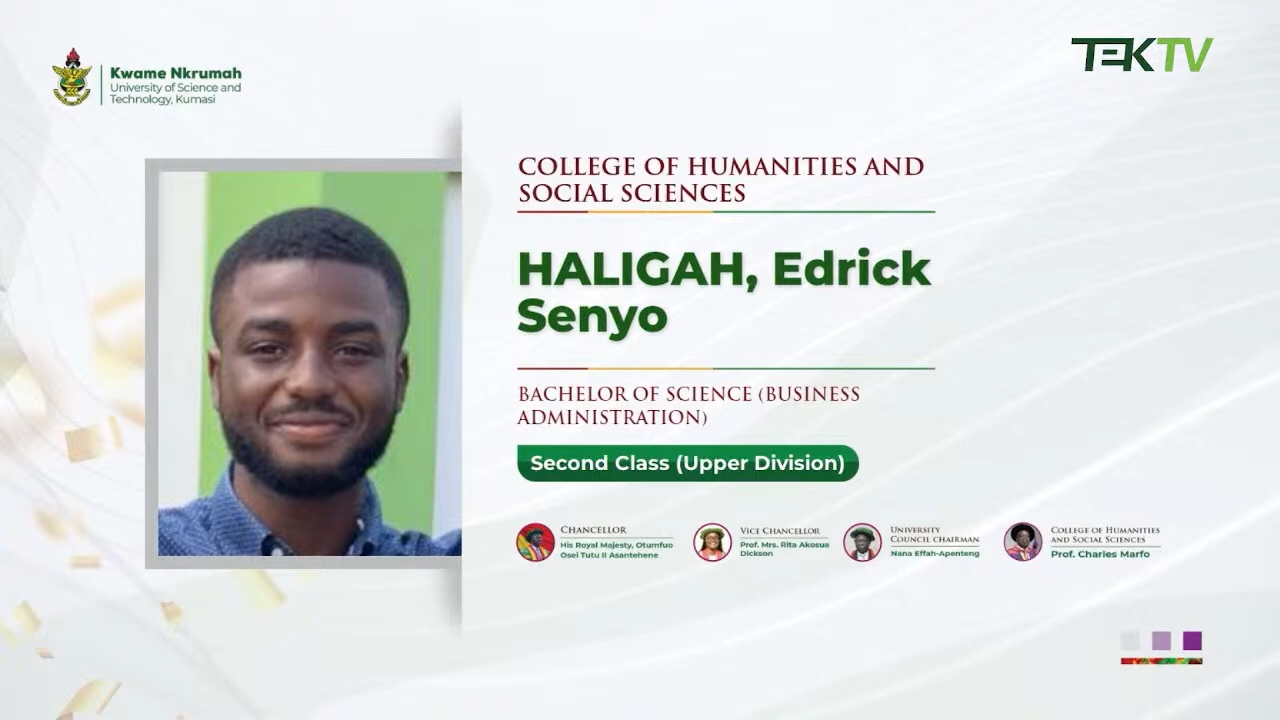 Kwame Nkrumah
University of Science and
Technology, Kumasi
TEKTV
COLLEGE OF HUMANITIES AND
SOCIAL SCIENCES
HALIGAH, Edrick
Senyo
BACHELOR OF SCIENCE (BUSINESS
ADMINISTRATION)
Second Class (Upper Division)
CHANCELLOR
His Royal Majesty, Otumfuo
Osei Tutu II Asantehene
VICE CHANCELLOR
Prof. Mrs. Rita Akosua
Dickson
UNIVERSITY
COUNCIL CHAIRMAN
Nana Effah-Apenteng
COLLEGE OF HUMANITIES
AND SOCIAL SCIENCES
Prof. Charles Marfo